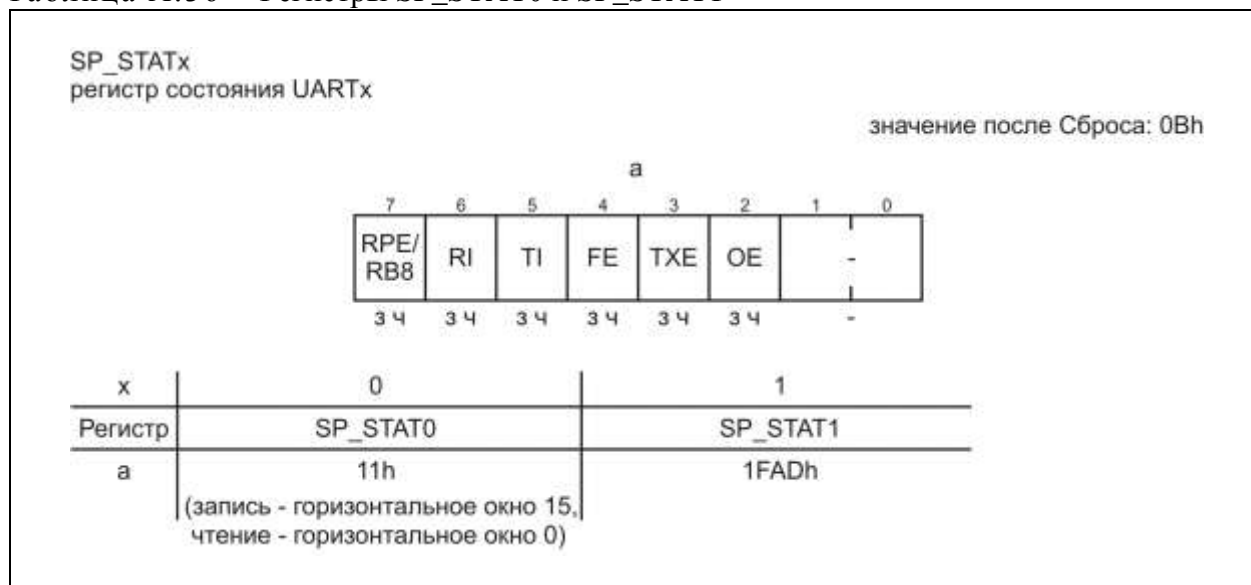 SP_STATx
регистр состояния UARTx
значение после Сброса: 0Bh
a
7 6 5 4 3 2 1 0
RPE/ RI TI FE TXE OE -
RB8
з ч з ч з ч з ч з ч з ч -
x 0 1
Регистр SP_STAT0 SP_STAT1
a 11h 1FADh
(запись - горизонтальное окно 15,
чтение - горизонтальное окно 0)